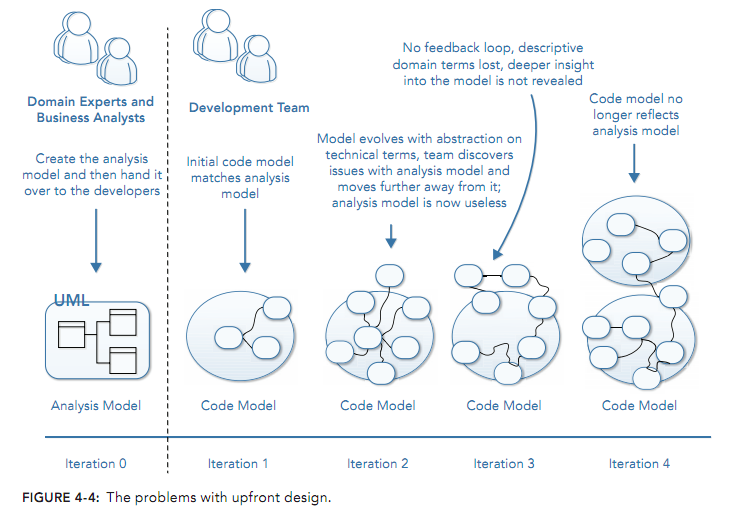 No feedback loop, descriptive
domain terms lost, deeper insight
into the model is not revealed
Domain Experts and
Business Analysts
Development Team
Code model no
longer reflects
analysis model
Create the analysis
model and then hand it
over to the developers
Initial code model
matches analysis
model
Model evolves with abstraction on
technical terms, team discovers
issues with analysis model and
moves further away from it;
analysis model is now useless
UML
Analysis Model
Code Model
Code Model
Code Model
Code Model
Iteration 0
Iteration 1
Iteration 2
Iteration 3
Iteration 4
FIGURE 4-4: The problems with upfront design.